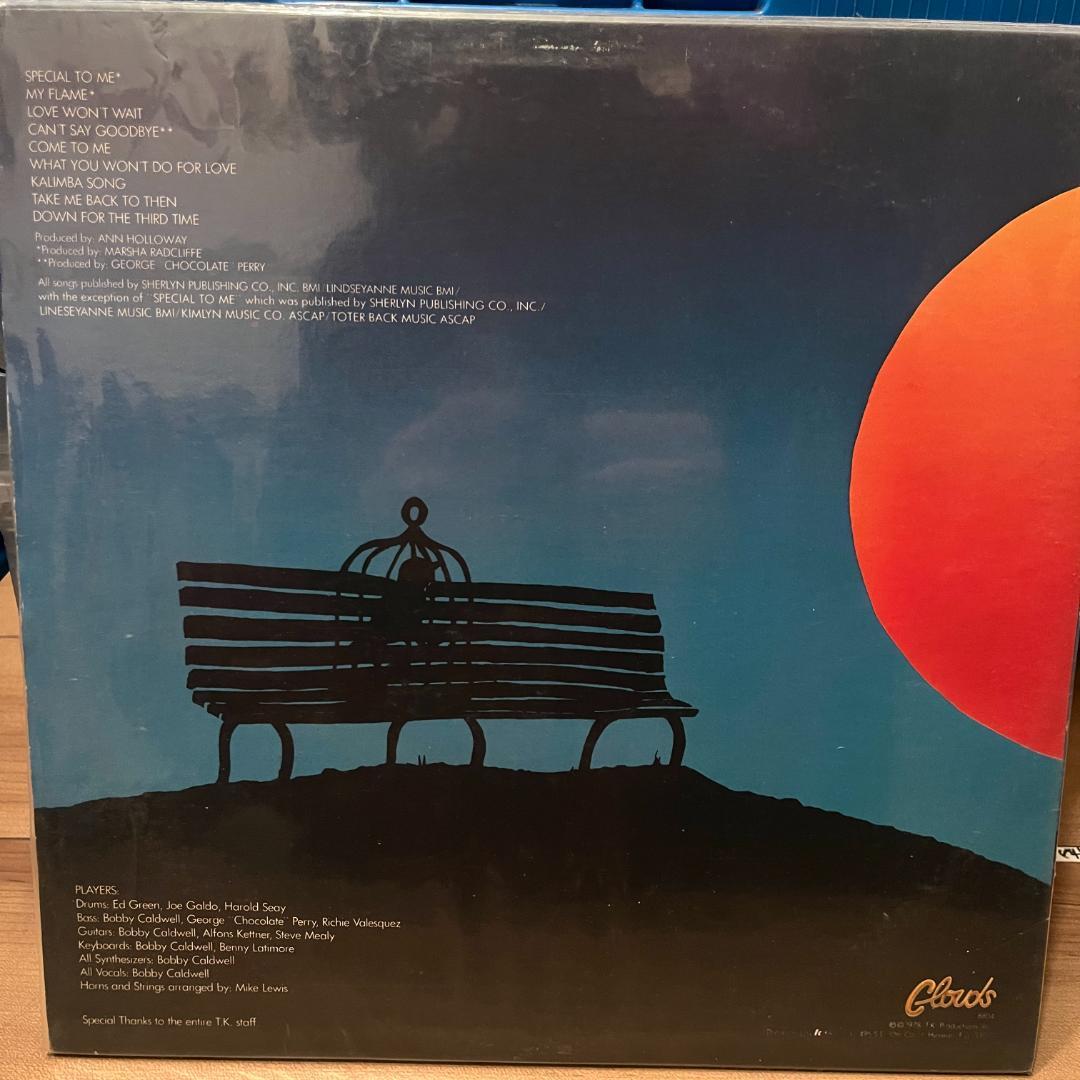 SPECIAL TO ME*
MY FLAME*
LOVE WON'T WAIT
CAN'T SAY GOODBYE**
COME TO ME
WHAT YOU WON'T DO FOR LOVE
KALIMBA SONG
TAKE ME BACK TO THEN
DOWN FOR THE THIRD TIME
Produced by: ANN HOLLOWAY
*Produced by: MARSHA RADCLIFFE
**Produced by: GEORGE "CHOCOLATE" PERRY
All songs published by SHERLYN PUBLISHING CO., INC. BMI/LINDSEYANNE MUSIC BMI/
with the exception of "SPECIAL TO ME" which was published by SHERLYN PUBLISHING CO., INC./
LINESEYANNE MUSIC BMI/KIMLYN MUSIC CO. ASCAP/TOTER BACK MUSIC ASCAP
PLAYERS:
Drums: Ed Green, Joe Galdo, Harold Seay
Bass: Bobby Caldwell, George "Chocolate" Perry, Richie Valesquez
Guitars: Bobby Caldwell, Alfons Kettner, Steve Mealy
Keyboards: Bobby Caldwell, Benny Latimore
All Synthesizers: Bobby Caldwell
All Vocals: Bobby Caldwell
Horns and Strings arranged by: Mike Lewis
Special Thanks to the entire T.K. staff
Clouds
8804